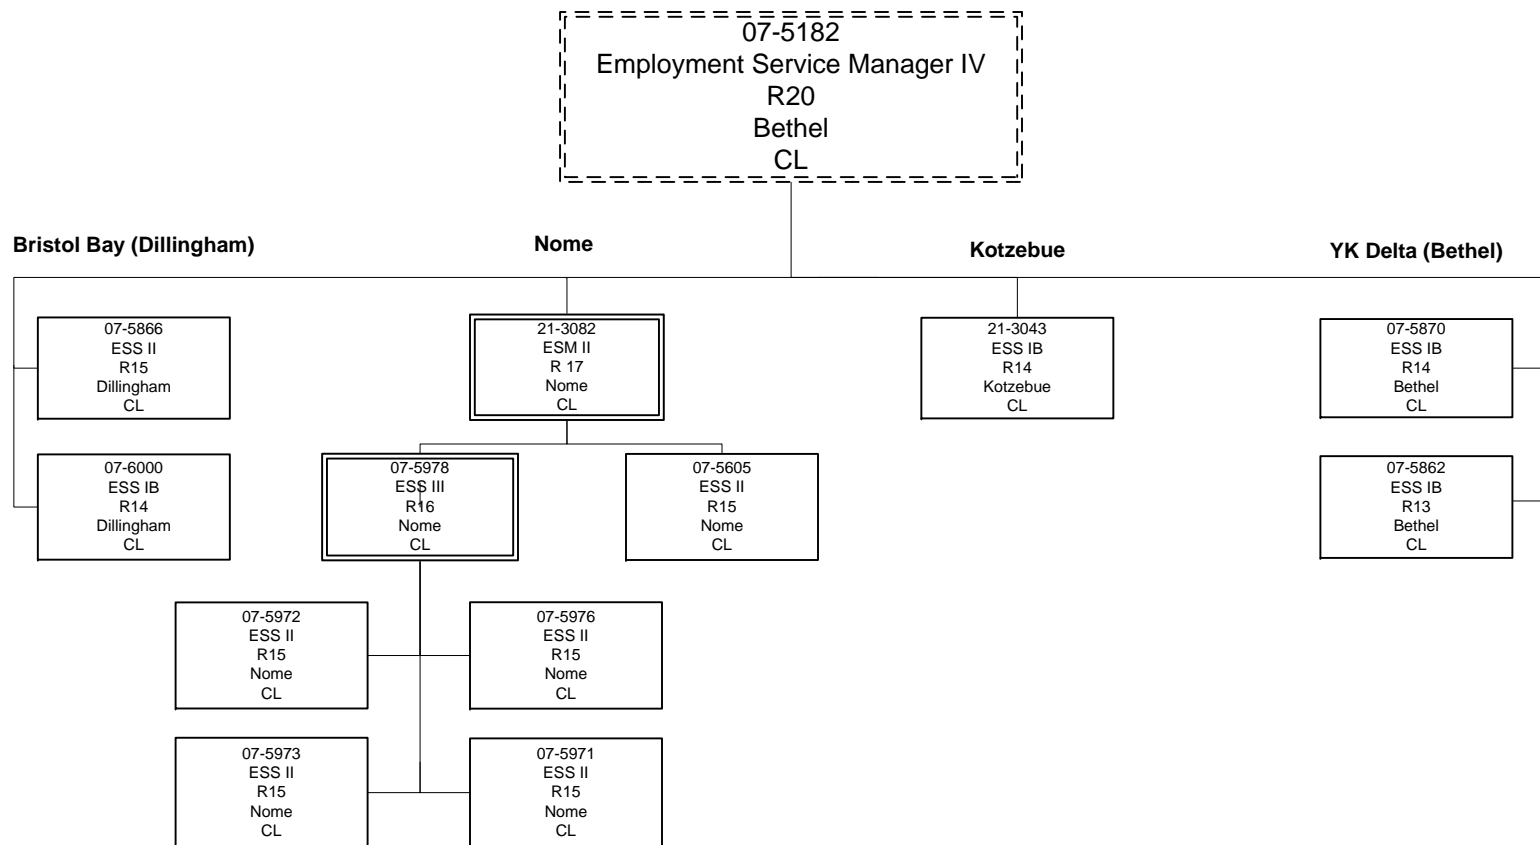 07-5182
Employment Service Manager IV
R20
Bethel
CL
Bristol Bay (Dillingham)
Nome
Kotzebue
YK Delta (Bethel)
07-5866
ESS II
R15
Dillingham
CL
21-3082
ESM II
R 17
Nome
CL
21-3043
ESS IB
R14
Kotzebue
CL
07-5870
ESS IB
R14
Bethel
CL
07-6000
ESS IB
R14
Dillingham
CL
07-5978
ESS III
R16
Nome
CL
07-5605
ESS II
R15
Nome
CL
07-5862
ESS IB
R13
Bethel
CL
07-5972
ESS II
R15
Nome
CL
07-5976
ESS II
R15
Nome
CL
07-5973
ESS II
R15
Nome
CL
07-5971
ESS II
R15
Nome
CL